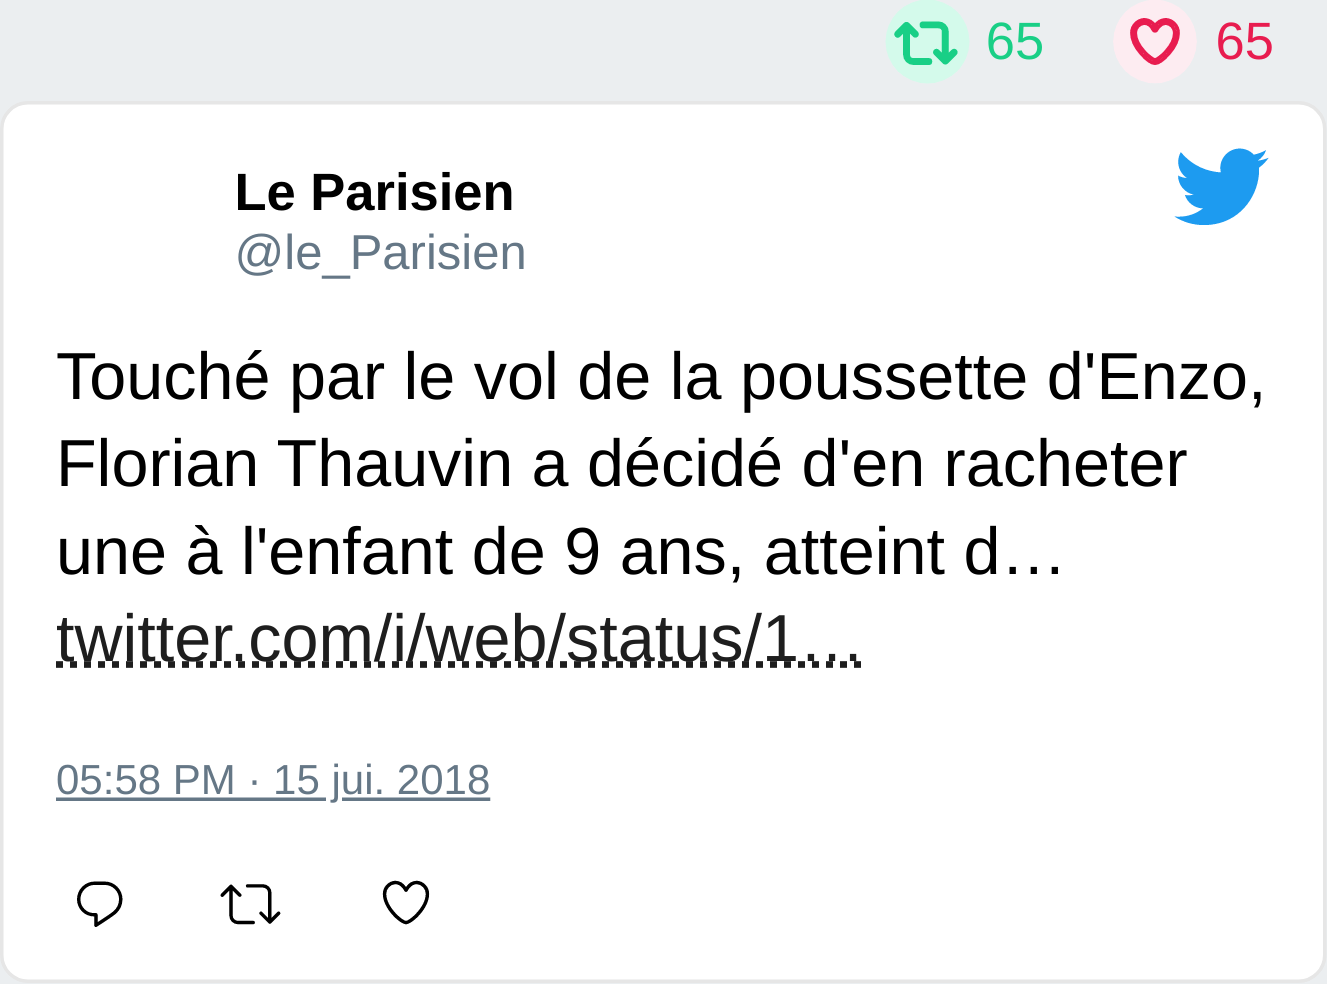 65 65
Le Parisien
@le_Parisien
Touché par le vol de la poussette d'Enzo,
Florian Thauvin a décidé d'en racheter
une à l'enfant de 9 ans, atteint d…
twitter.com/i/web/status/1…
05:58 PM · 15 jui. 2018